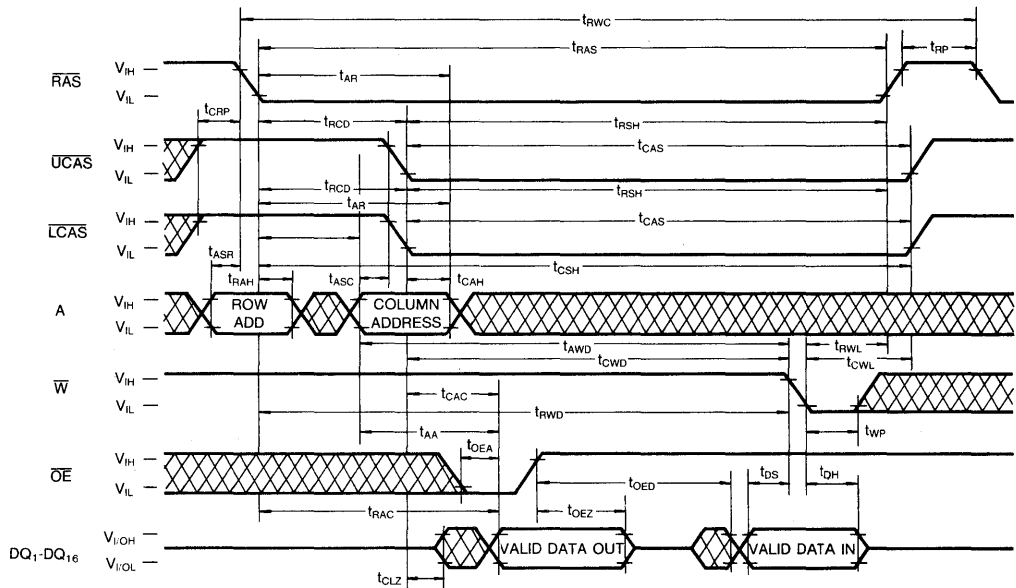 tRWC
tRAS
tRP
RAS
VIH
VIL
tAR
tCRP
tRCD
tRSH
UCAS
VIH
VIL
tCAS
tRCD
tRSH
tAR
LCAS
VIH
VIL
tCAS
tASR
tCSH
tRAH
tASC
tCAH
A
VIH
VIL
ROW
ADD
COLUMN
ADDRESS
tAWD
tRWL
tCWD
tCWL
W
VIH
VIL
tCAC
tRWD
tWP
tAA
tOEA
OE
VIH
VIL
tDS
tDH
tOED
tRAC
tOEZ
DQ1-DQ16
VI/OH
VI/OL
VALID DATA OUT
VALID DATA IN
tCLZ